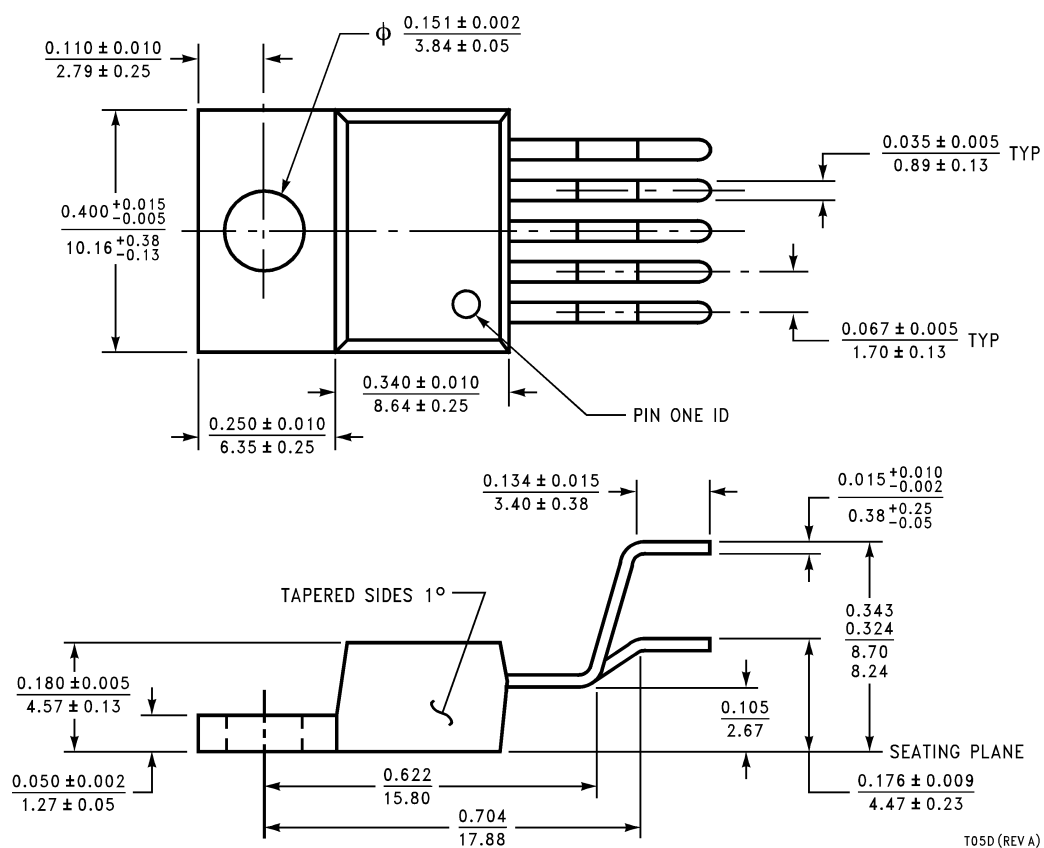 ϕ 0.151 ± 0.002
3.84 ± 0.05
0.110 ± 0.010
2.79 ± 0.25
0.035 ± 0.005 TYP
0.89 ± 0.13
0.400 +0.015 -0.005
10.16 +0.38 -0.13
0.067 ± 0.005 TYP
1.70 ± 0.13
0.340 ± 0.010
8.64 ± 0.25
PIN ONE ID
0.250 ± 0.010
6.35 ± 0.25
0.134 ± 0.015
3.40 ± 0.38
0.015 +0.010 -0.002
0.38 +0.25 -0.05
TAPERED SIDES 1°
0.343
0.324
8.70
8.24
0.180 ± 0.005
4.57 ± 0.13
0.105
2.67
SEATING PLANE
0.050 ± 0.002
1.27 ± 0.05
0.622
15.80
0.176 ± 0.009
4.47 ± 0.23
0.704
17.88
T05D (REV A)